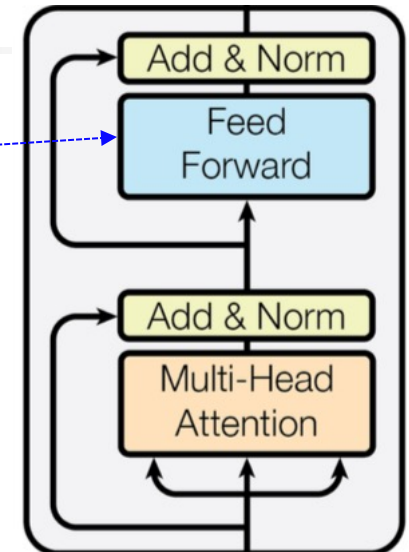 Add & Norm
Feed
Forward
Add & Norm
Multi-Head
Attention